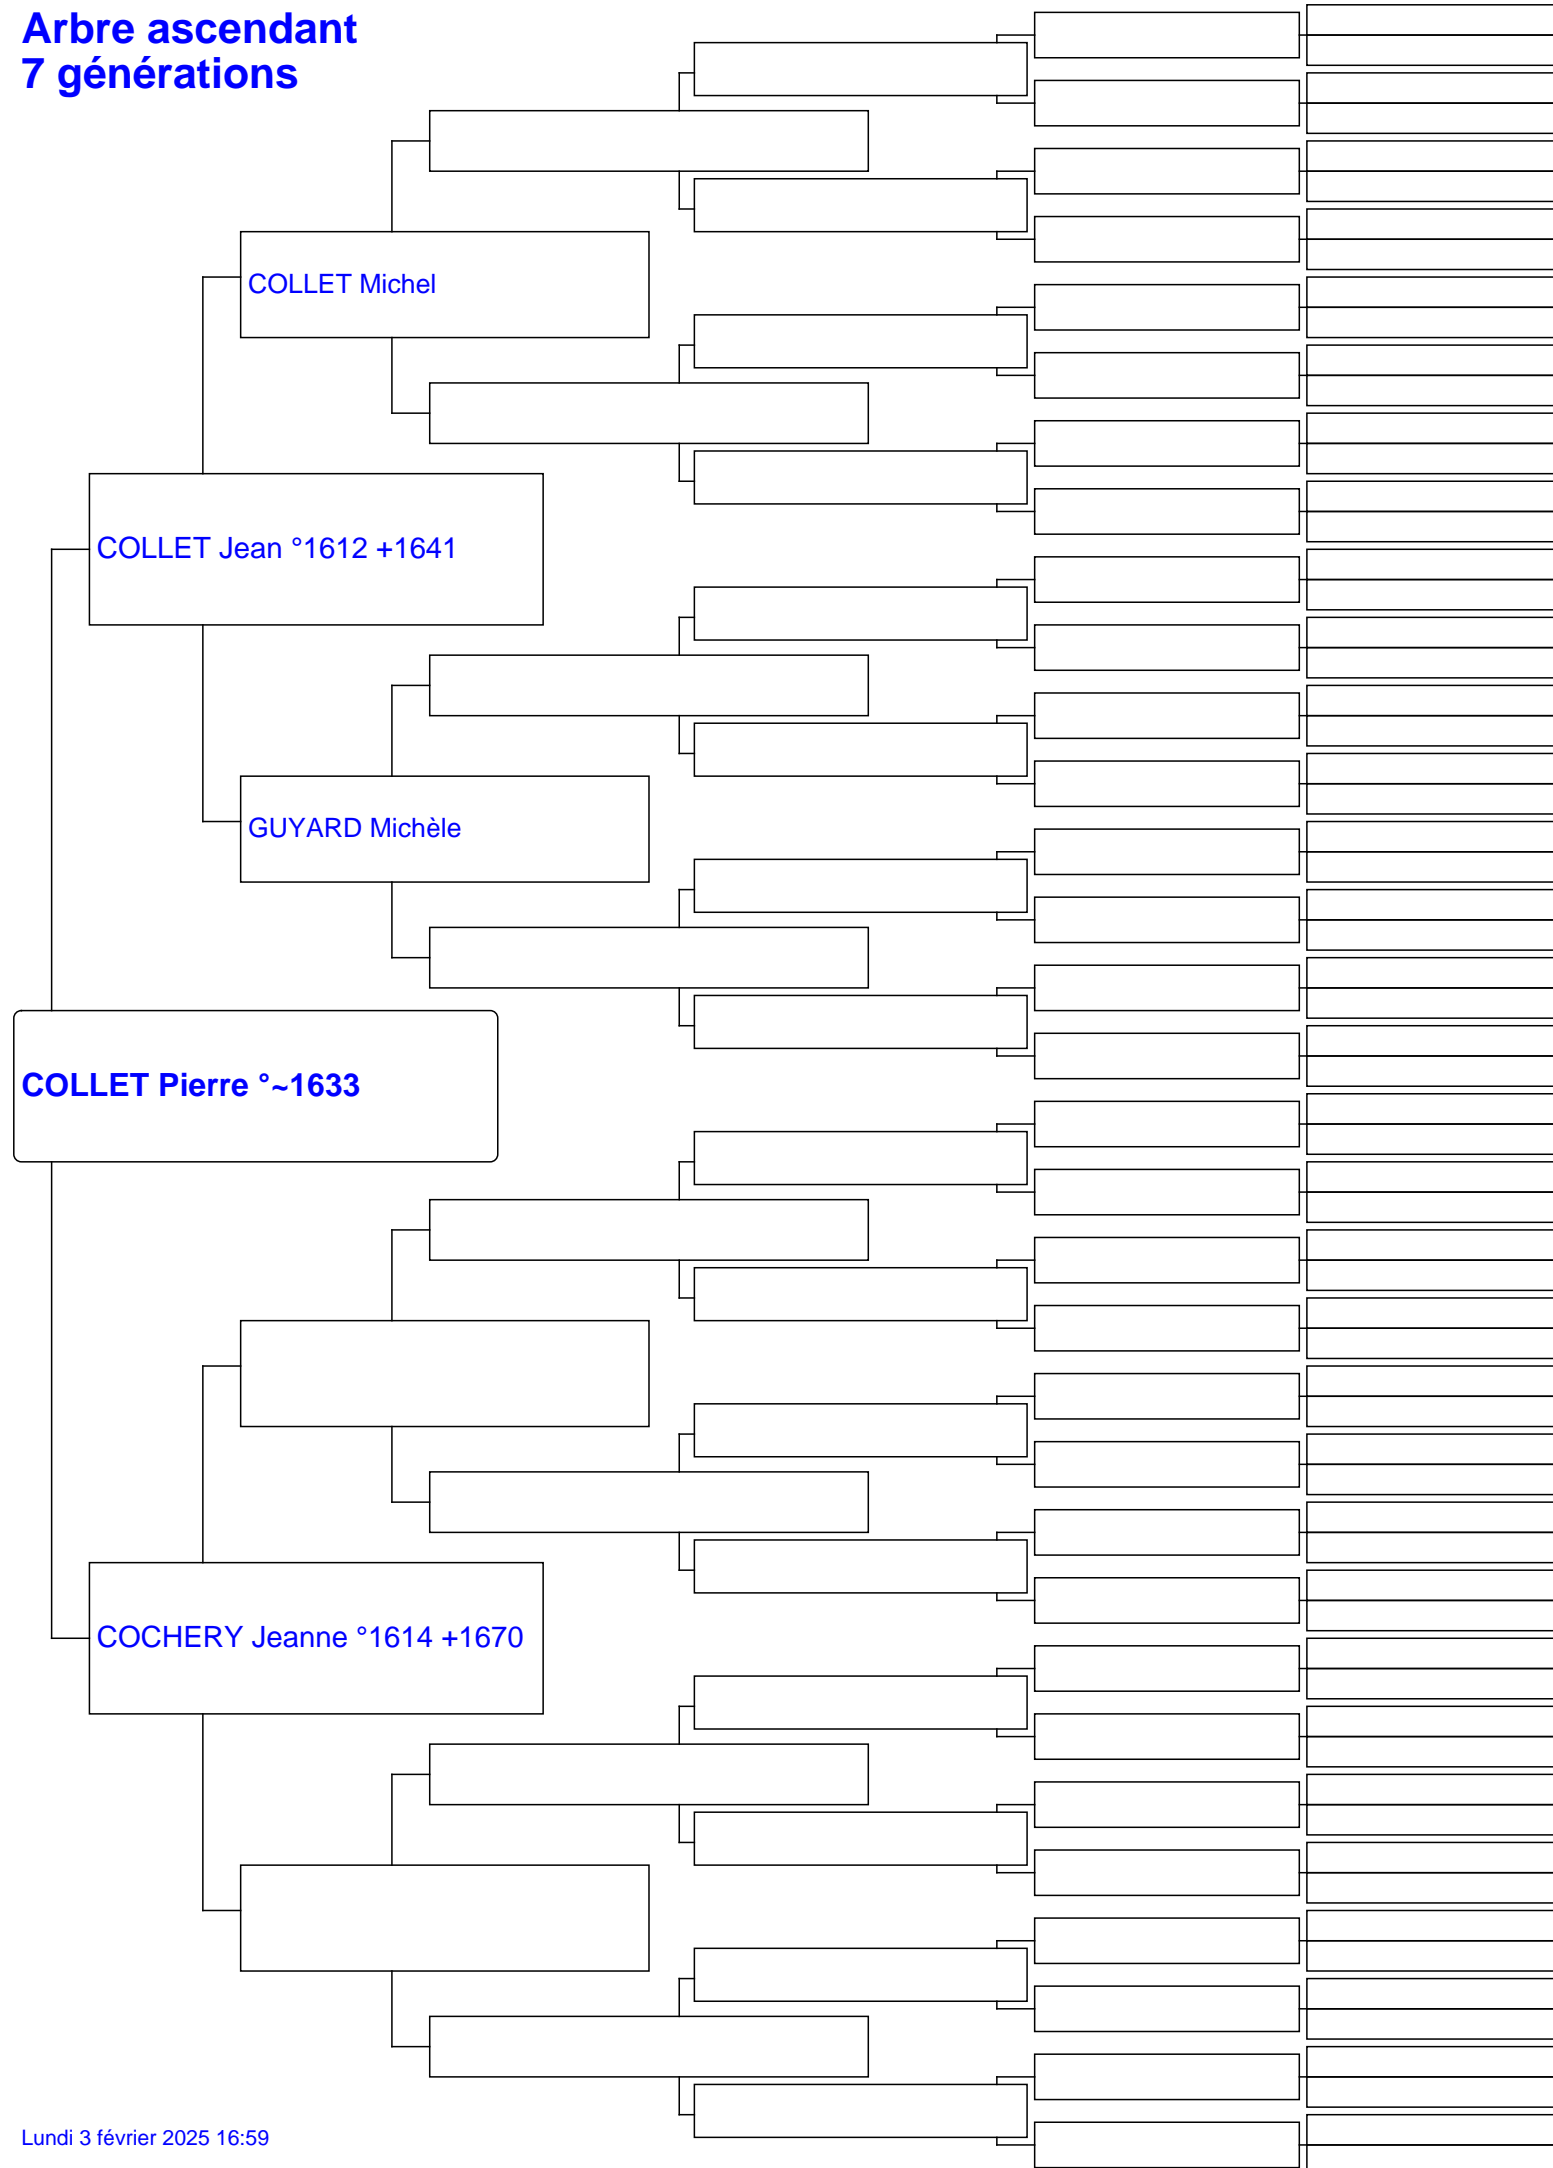 Arbre ascendant
7 générations
COLLET Michel
COLLET Jean °1612 +1641
GUYARD Michèle
COLLET Pierre °~1633
COCHERY Jeanne °1614 +1670
Lundi 3 février 2025 16:59